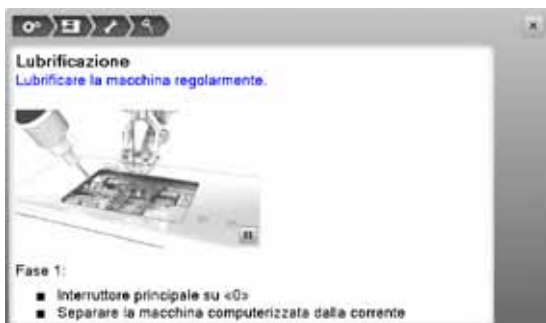 Lubrificazione
Lubrificare la macchina regolarmente.
Fase 1:
Interruttore principale su «0»
Separare la macchina computerizzata dalla corrente